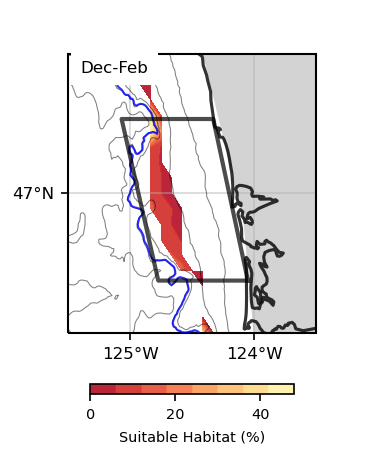 Dec-Feb
47°N
125°W 124°W
0 20 40
Suitable Habitat (%)